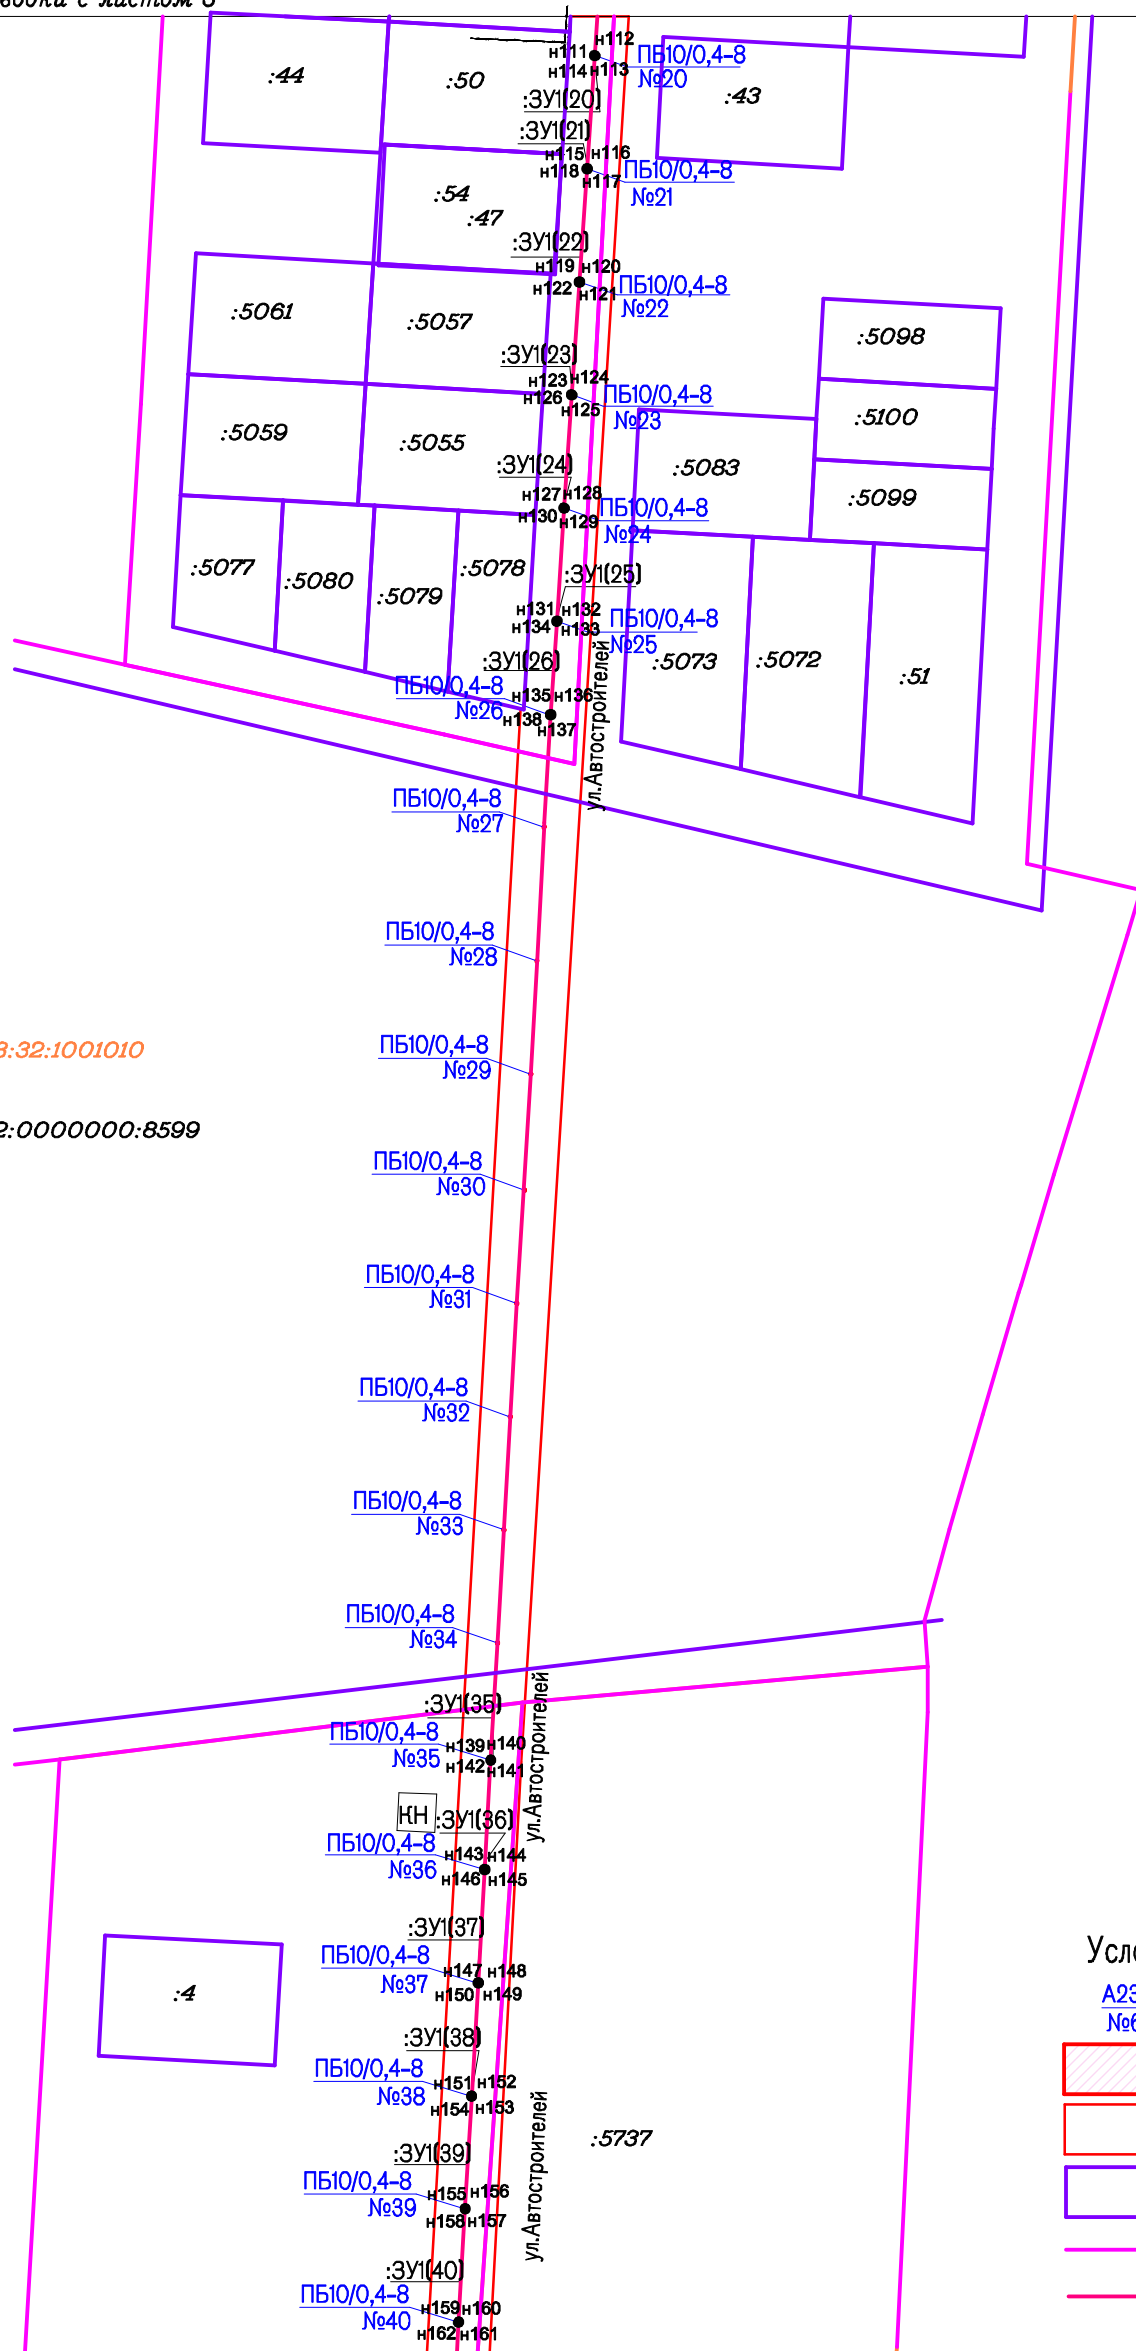 с листом
н112
н111
ПБ10/0,4-8
№20
н114
н113
:44
:50
:43
:ЗУ1(20)
:ЗУ1(21)
н115
н116
н118
н117
ПБ10/0,4-8
№21
:54
:47
:ЗУ1(22)
н119
н120
н122
н121
ПБ10/0,4-8
№22
:5061
:5057
:5098
:ЗУ1(23)
н123
н124
н126
н125
ПБ10/0,4-8
№23
:5059
:5055
:5100
:ЗУ1(24)
:5083
н127
н128
:5099
н130
н129
ПБ10/0,4-8
№24
:5077
:5080
:5079
:5078
:ЗУ1(25)
н131
н132
н134
н133
ПБ10/0,4-8
№25
:ЗУ1(26)
:5073
:5072
:51
ПБ10/0,4-8
№26
н135
н136
н138
н137
ул.Автостроителей
ПБ10/0,4-8
№27
ПБ10/0,4-8
№28
:32:1001010
ПБ10/0,4-8
№29
:0000000:8599
ПБ10/0,4-8
№30
ПБ10/0,4-8
№31
ПБ10/0,4-8
№32
ПБ10/0,4-8
№33
ПБ10/0,4-8
№34
:ЗУ1(35)
ПБ10/0,4-8
№35
н139
н140
н142
н141
ул.Автостроителей
КН
:ЗУ1(36)
ПБ10/0,4-8
№36
н143
н144
н146
н145
:ЗУ1(37)
ПБ10/0,4-8
№37
н147
н148
н150
н149
:4
Усло
А23
№6
:ЗУ1(38)
ПБ10/0,4-8
№38
н151
н152
н154
н153
:5737
:ЗУ1(39)
ПБ10/0,4-8
№39
н155
н156
н158
н157
ул.Автостроителей
:ЗУ1(40)
ПБ10/0,4-8
№40
н159
н160
н162
н161